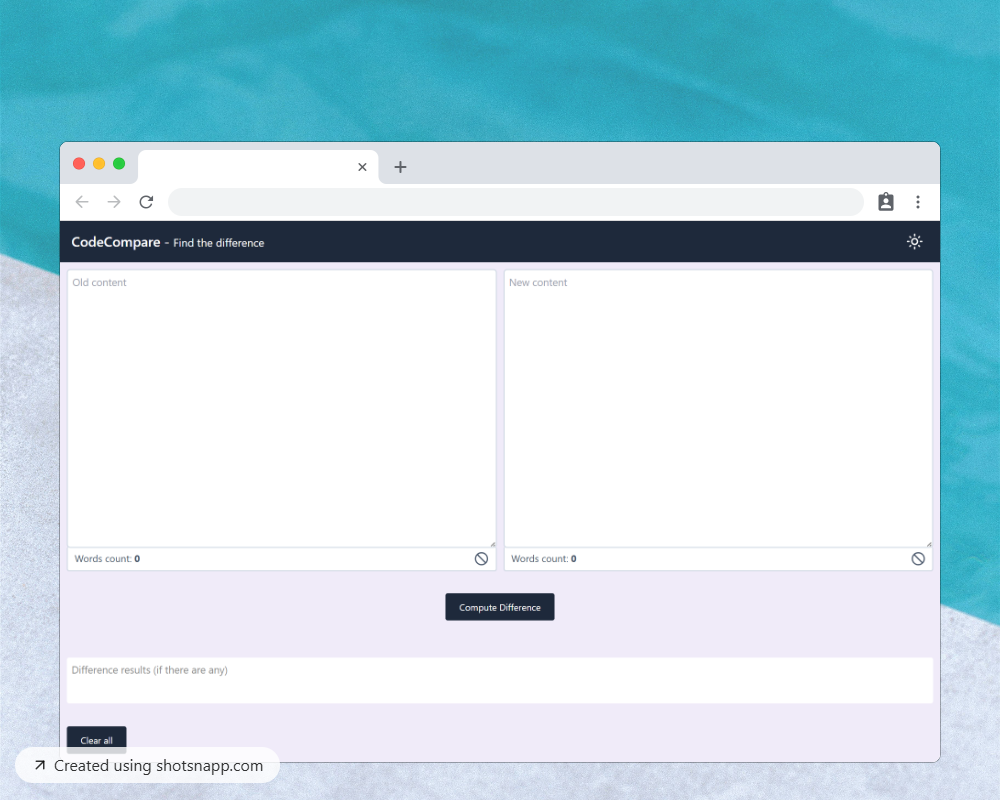 CodeCompare - Find the difference
Old content
New content
Words count: 0
Words count: 0
Compute Difference
Difference results (if there are any)
Clear all
Created using shotsnapp.com